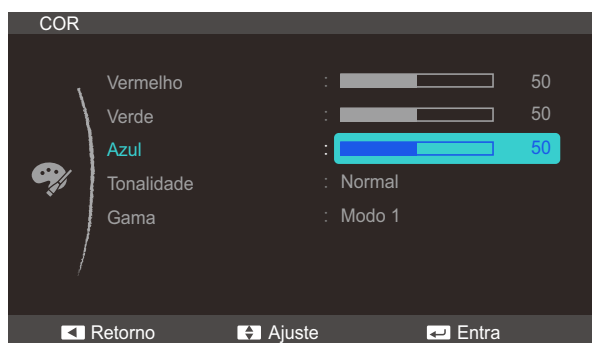 COR
Vermelho : 50
Verde : 50
Azul : 50
Tonalidade : Normal
Gama : Modo 1
Retorno Ajuste Entra